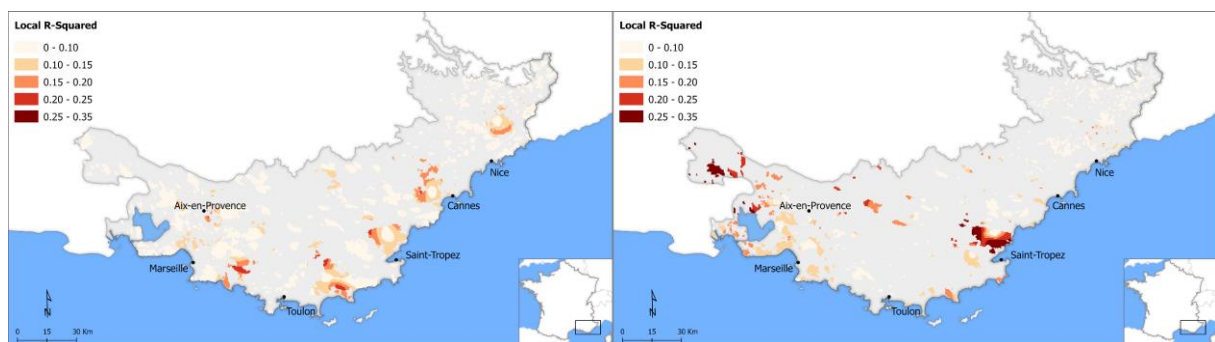 Local R-Squared
0 - 0.10
0.10 - 0.15
0.15 - 0.20
0.20 - 0.25
0.25 - 0.35
Nice
Cannes
Aix-en-Provence
Saint-Tropez
Marseille
Toulon
N
0 15 30 Km
Local R-Squared
0 - 0.10
0.10 - 0.15
0.15 - 0.20
0.20 - 0.25
0.25 - 0.35
Nice
Cannes
Aix-en-Provence
Saint-Tropez
Marseille
Toulon
N
0 15 30 Km